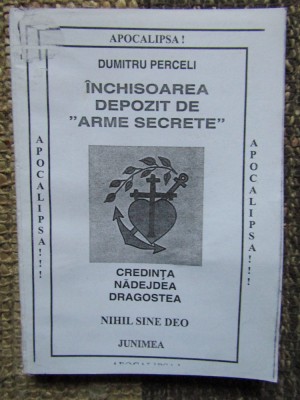 APOCALIPSA !
DUMITRU PERCELI
ÎNCHISOAREA
DEPOZIT DE
"ARME SECRETE"
APOCALIPSA!!!
APOCALIPSA!!!
CREDINȚA
NĂDEJDEA
DRAGOSTEA
NIHIL SINE DEO
JUNIMEA